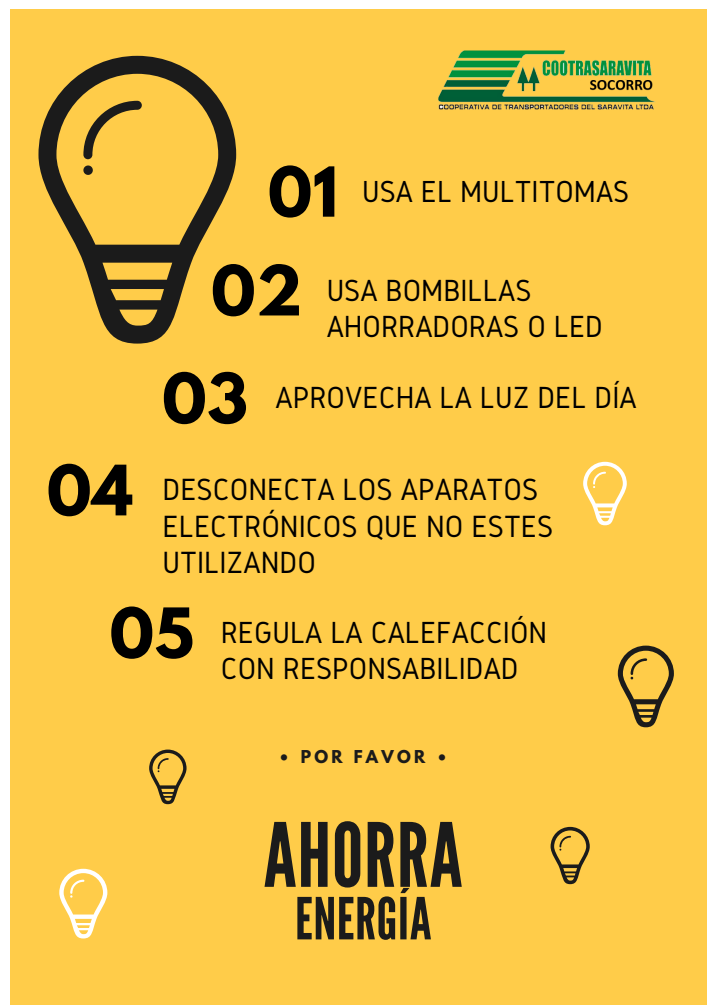 COOTRASARAVITA
SOCORRO
COOPERATIVA DE TRANSPORTADORES DEL SARAVITA LTDA
01 USA EL MULTITOMAS
02 USA BOMBILLAS
AHORRADORAS O LED
03 APROVECHA LA LUZ DEL DÍA
04 DESCONECTA LOS APARATOS
ELECTRÓNICOS QUE NO ESTES
UTILIZANDO
05 REGULA LA CALEFACCIÓN
CON RESPONSABILIDAD
• POR FAVOR •
AHORRA
ENERGÍA